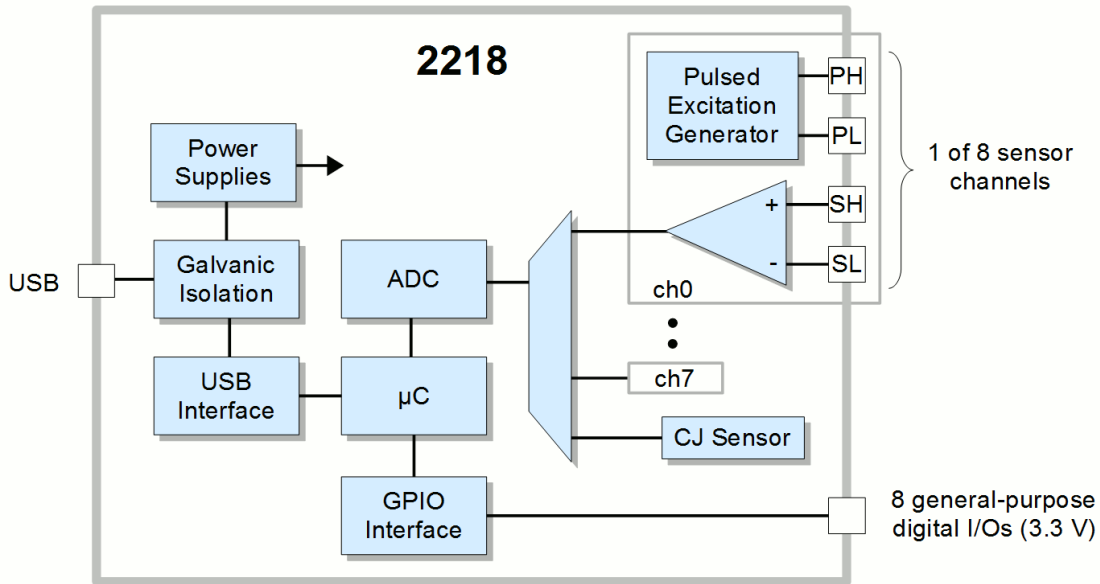 2218
Pulsed
Excitation
Generator
PH
PL
1 of 8 sensor
channels
+
SH
-
SL
Power
Supplies
USB
Galvanic
Isolation
ADC
ch0
USB
Interface
µC
ch7
CJ Sensor
GPIO
Interface
8 general-purpose
digital I/Os (3.3 V)